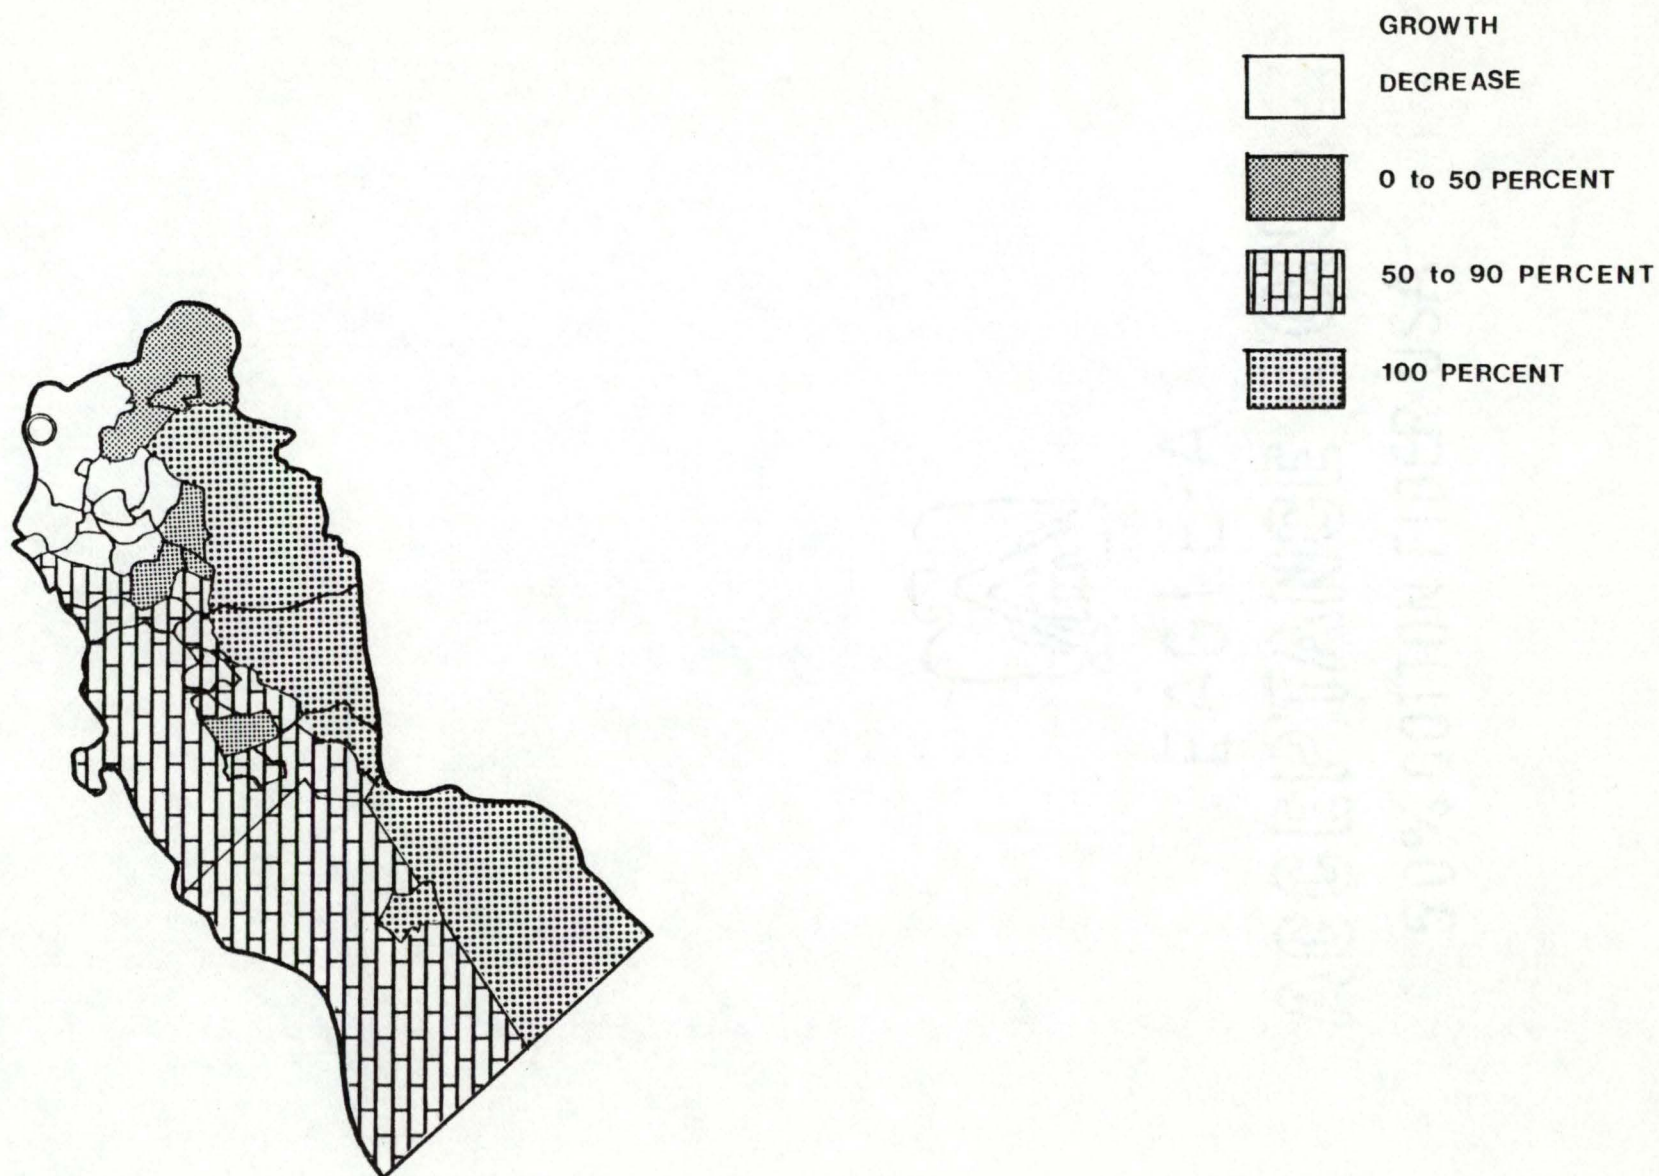 GROWTH
DECREASE
0 to 50 PERCENT
50 to 90 PERCENT
100 PERCENT